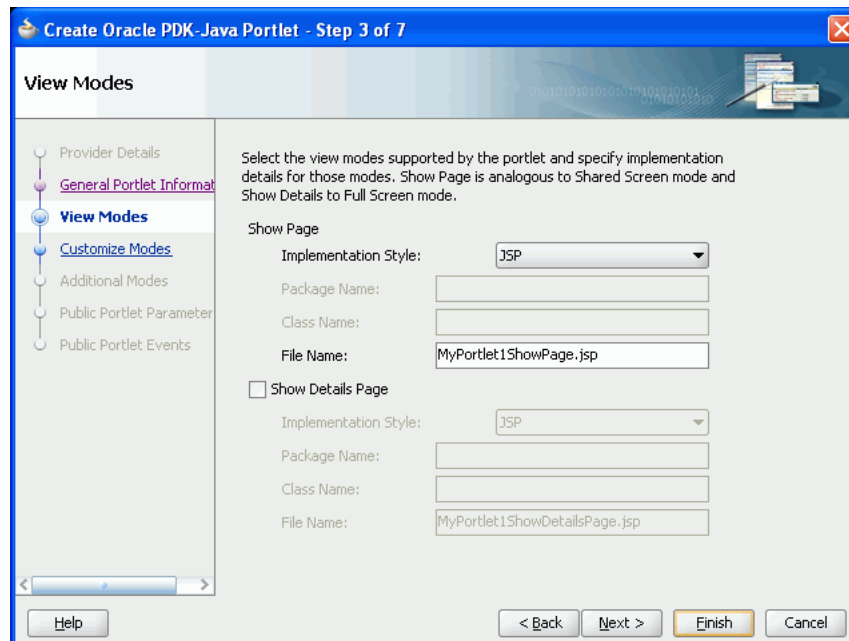 Create Oracle PDK-Java Portlet - Step 3 of 7
View Modes
Provider Details
General Portlet Informat
View Modes
Customize Modes
Additional Modes
Public Portlet Parameter
Public Portlet Events
Select the view modes supported by the portlet and specify implementation
details for those modes. Show Page is analogous to Shared Screen mode and
Show Details to Full Screen mode.
Show Page
Implementation Style: JSP
Package Name:
Class Name:
File Name: MyPortlet1ShowPage.jsp
Show Details Page
Implementation Style: JSP
Package Name:
Class Name:
File Name: MyPortlet1ShowDetailsPage.jsp
Help < Back Next > Finish Cancel